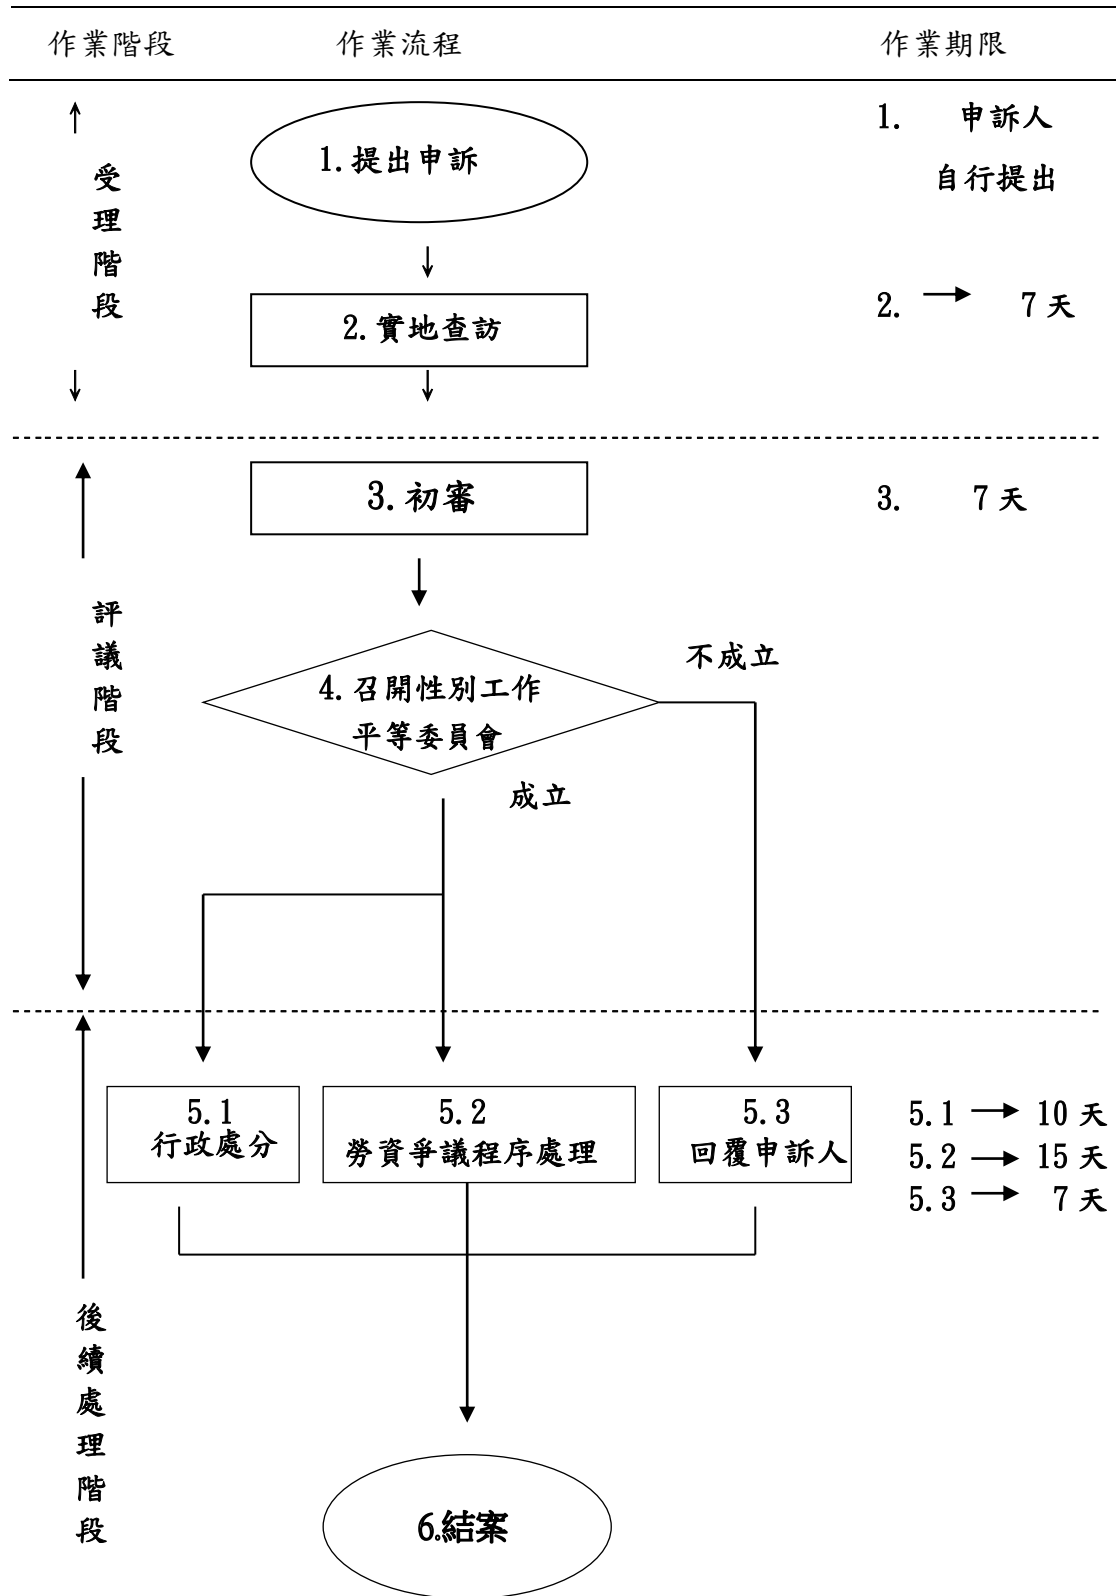 作業階段 作業流程 作業期限
受理階段
1.提出申訴
1. 申訴人
自行提出
2.實地查訪
2. → 7天
評議階段
3.初審
3. 7天
4.召開性別工作
平等委員會
不成立
成立
後續處理階段
5.1
行政處分
5.2
勞資爭議程序處理
5.3
回覆申訴人
5.1 → 10天
5.2 → 15天
5.3 → 7天
6.結案